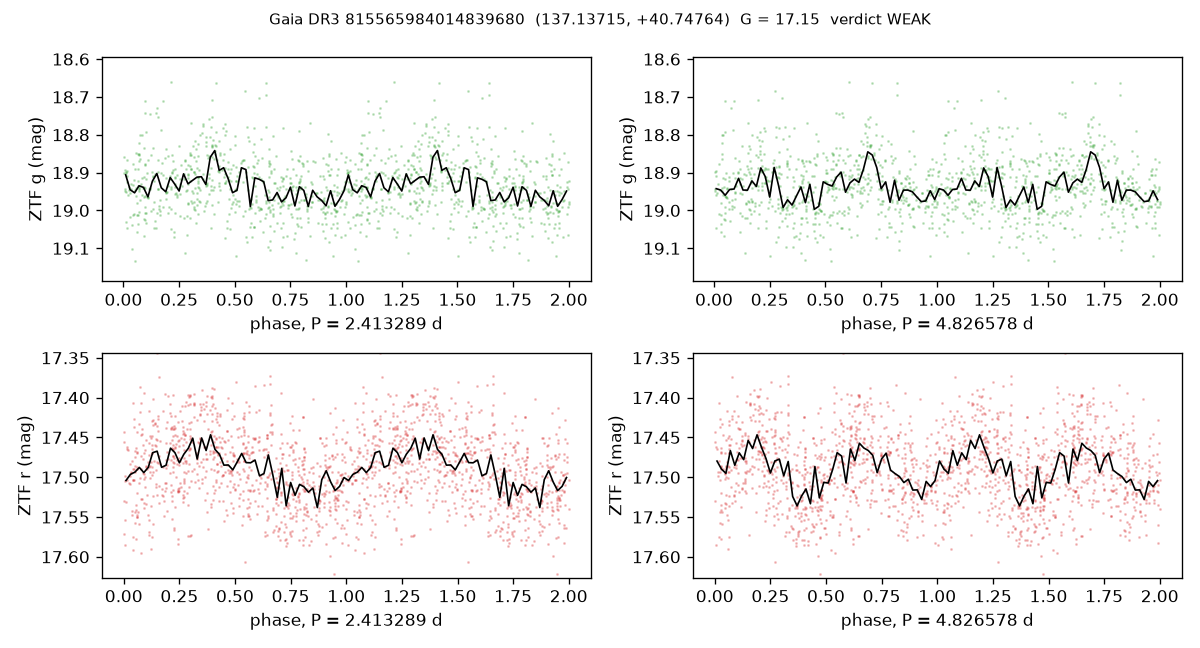 Gaia DR3 815565984014839680  (137.13715, +40.74764)  G = 17.15  verdict WEAK
ZTF g (mag)
18.6
18.7
18.8
18.9
19.0
19.1
0.00 0.25 0.50 0.75 1.00 1.25 1.50 1.75 2.00
phase, P = 2.413289 d
ZTF g (mag)
18.6
18.7
18.8
18.9
19.0
19.1
0.00 0.25 0.50 0.75 1.00 1.25 1.50 1.75 2.00
phase, P = 4.826578 d
ZTF r (mag)
17.35
17.40
17.45
17.50
17.55
17.60
0.00 0.25 0.50 0.75 1.00 1.25 1.50 1.75 2.00
phase, P = 2.413289 d
ZTF r (mag)
17.35
17.40
17.45
17.50
17.55
17.60
0.00 0.25 0.50 0.75 1.00 1.25 1.50 1.75 2.00
phase, P = 4.826578 d